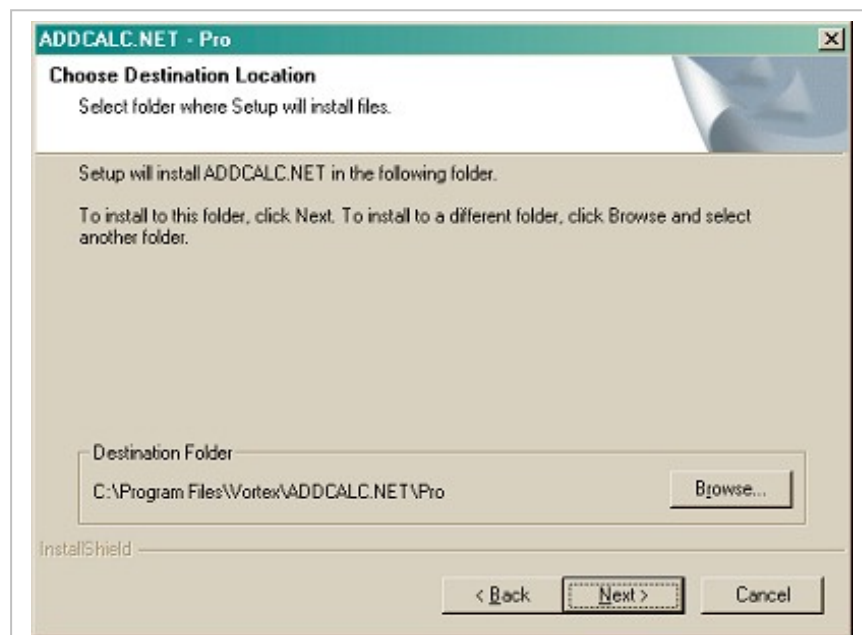 ADDCALC.NET - Pro
Choose Destination Location
Select folder where Setup will install files.
Setup will install ADDCALC.NET in the following folder.
To install to this folder, click Next. To install to a different folder, click Browse and select
another folder.
Destination Folder
C:\Program Files\Vortex\ADDCALC.NET\Pro
Browse...
InstallShield
< Back
Next >
Cancel